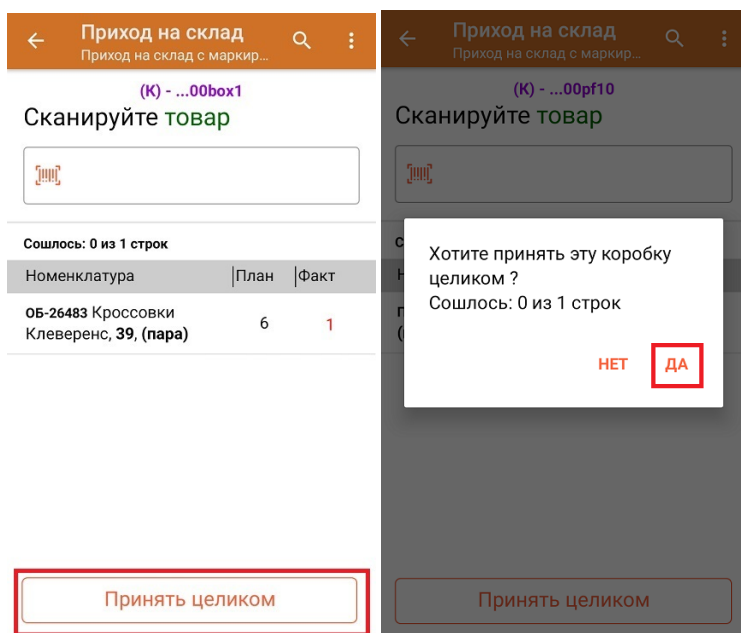 Приход на склад
Приход на склад с маркир...
(К) - ...00box1
Сканируйте товар
Сошлось: 0 из 1 строк
Номенклатура План Факт
ОБ-26483 Кроссовки
Клеверенс, 39, (пара) 6 1
Принять целиком
Приход на склад
Приход на склад с маркир...
(К) - ...00pf10
Сканируйте товар
Хотите принять эту коробку
целиком ?
Сошлось: 0 из 1 строк
НЕТ ДА
Принять целиком